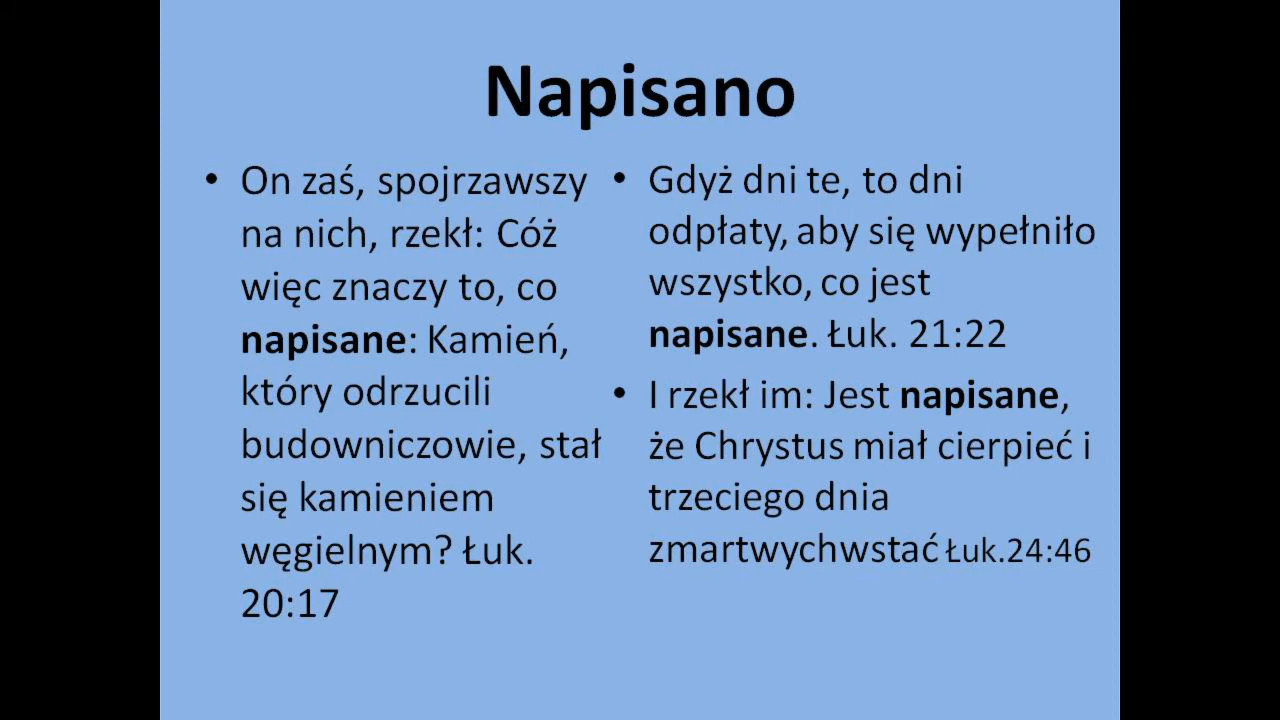 Napisano
• On zaś, spojrzawszy
na nich, rzekł: Cóż
więc znaczy to, co
napisane: Kamień,
który odrzucili
budowniczowie, stał
się kamieniem
węgielnym? Łuk.
20:17
• Gdyż dni te, to dni
odpłaty, aby się wypełniło
wszystko, co jest
napisane. Łuk. 21:22
• I rzekł im: Jest napisane,
że Chrystus miał cierpieć i
trzeciego dnia
zmartwychwstać Łuk.24:46